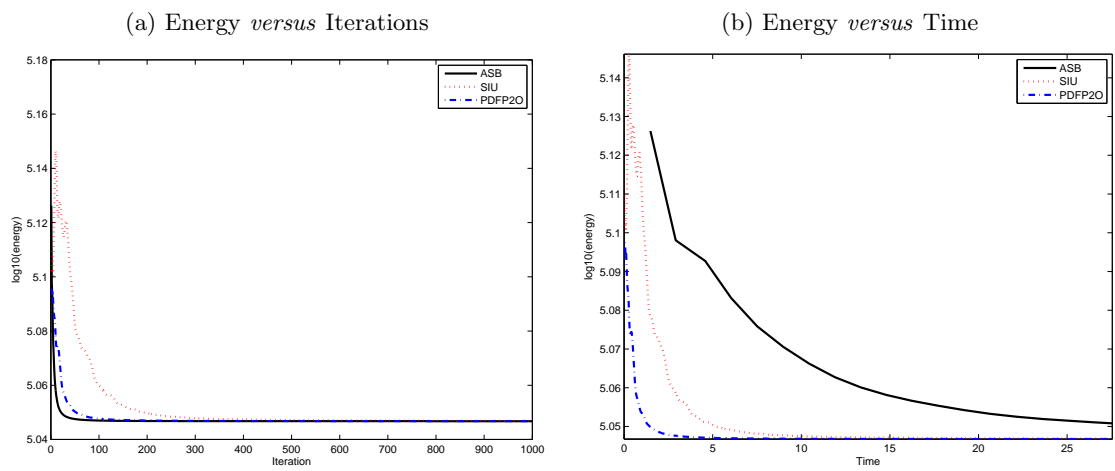 (a) Energy versus Iterations
5.18
5.16
5.14
5.12
5.1
5.08
5.06
5.04
log10(energy)
0 100 200 300 400 500 600 700 800 900 1000
Iteration
ASB
SIU
PDFP2O
(b) Energy versus Time
5.14
5.13
5.12
5.11
5.1
5.09
5.08
5.07
5.06
5.05
log10(energy)
0 5 10 15 20 25
Time
ASB
SIU
PDFP2O